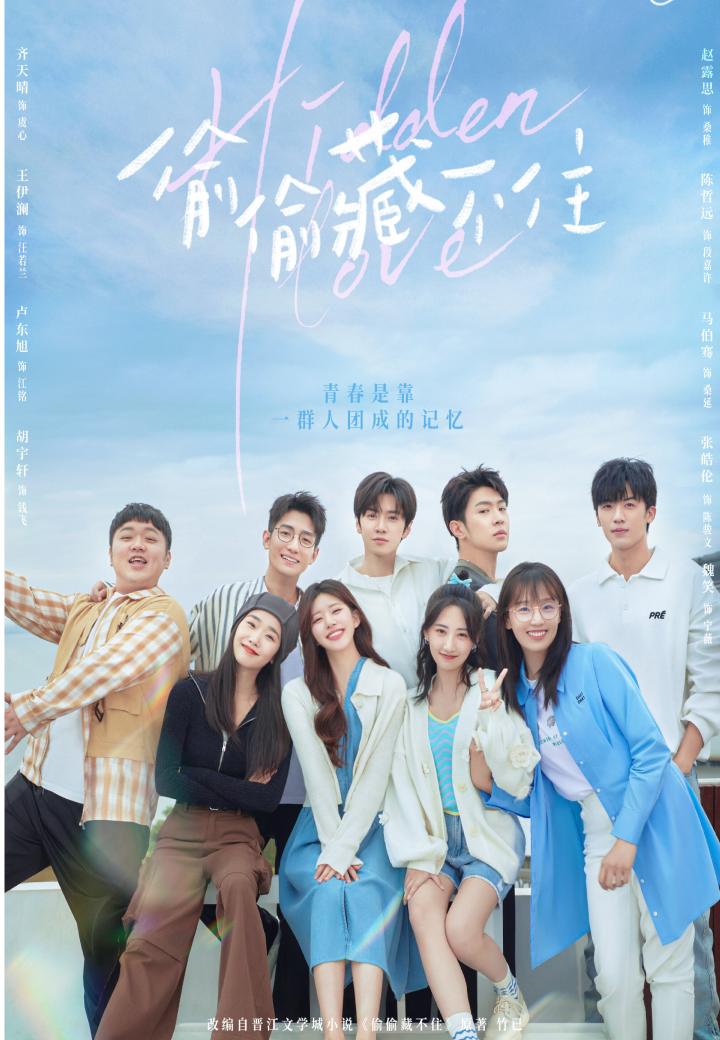 Hidden
love
偷偷藏不住
青春是靠
一群人团成的记忆
齐天晴 饰 虞心
王伊澜 饰 汪若兰
卢东旭 饰 江铭
胡宇轩 饰 钱飞
赵露思 饰 桑稚
陈哲远 饰 段嘉许
马伯骞 饰 桑延
张皓伦 饰 陈骏文
魏笑 饰 宁薇
PRÉ
改编自晋江文学城小说《偷偷藏不住》原著 竹已